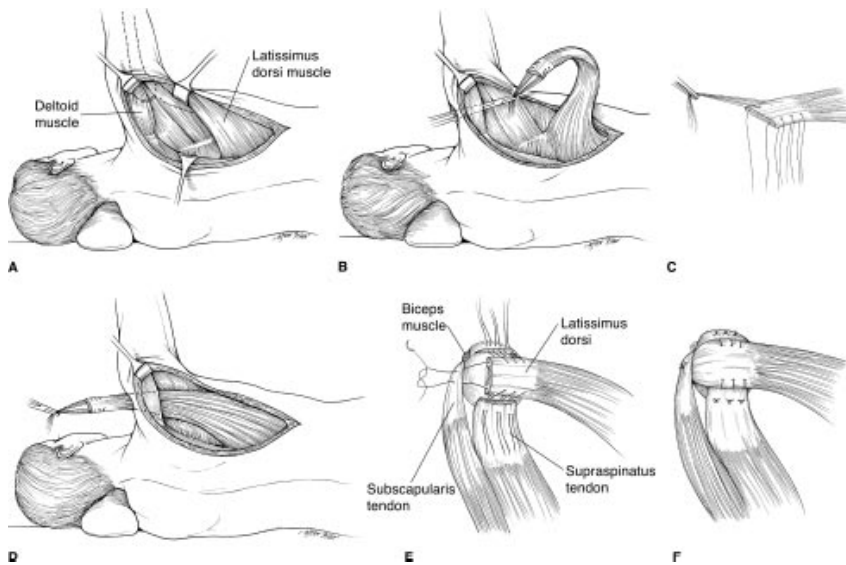 Latissimus
dorsi muscle
Deltoid
muscle
A
B
C
Biceps
muscle
Latissimus
dorsi
Subscapularis
tendon
Supraspinatus
tendon
D
E
F